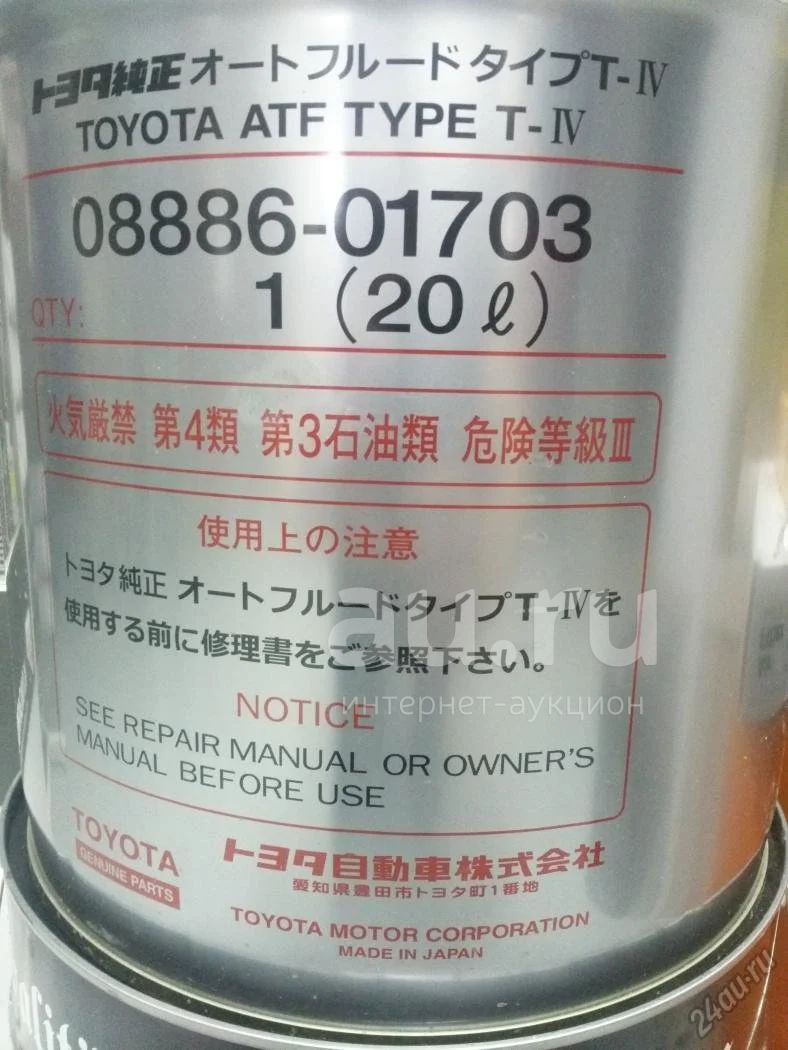 トヨタ純正 オートフルード タイプT-Ⅳ
TOYOTA ATF TYPE T-Ⅳ
08886-01703
QTY: 1 (20ℓ)
火気厳禁 第4類 第3石油類 危険等級Ⅲ
使用上の注意
トヨタ純正 オートフルードタイプT-Ⅳを
使用する前に修理書をご参照下さい。
au.ru
интернет-аукцион
NOTICE
SEE REPAIR MANUAL OR OWNER'S
MANUAL BEFORE USE
TOYOTA
GENUINE PARTS
トヨタ自動車株式会社
愛知県豊田市トヨタ町1番地
TOYOTA MOTOR CORPORATION
MADE IN JAPAN
24au.ru